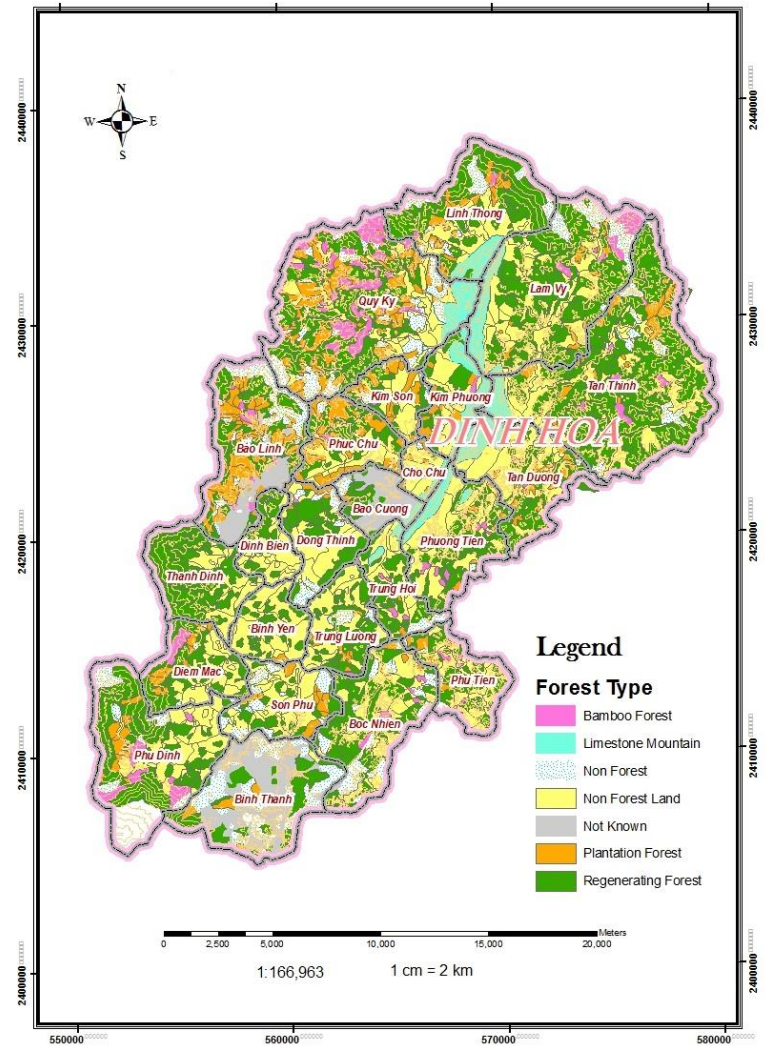 N
W E
S
2440000
2440000
Linh Thong
Lam Vy
Quy Ky
2430000
2430000
Tan Thinh
Kim Son
Kim Phuong
DINH HOA
Phuc Chu
Bao Linh
Cho Chu
Tan Duong
Bao Cuong
Dong Thinh
Phuong Tien
Dinh Bien
2420000
2420000
Thanh Dinh
Trung Hoi
Binh Yen
Trung Luong
Diem Mac
Phu Tien
Son Phu
Boc Nhien
Phu Dinh
2410000
2410000
Binh Thanh
Legend
Forest Type
Bamboo Forest
Limestone Mountain
Non Forest
Non Forest Land
Not Known
Plantation Forest
Regenerating Forest
Meters
0 2,500 5,000 10,000 15,000 20,000
1:166,963 1 cm = 2 km
2400000
2400000
550000 560000 570000 580000